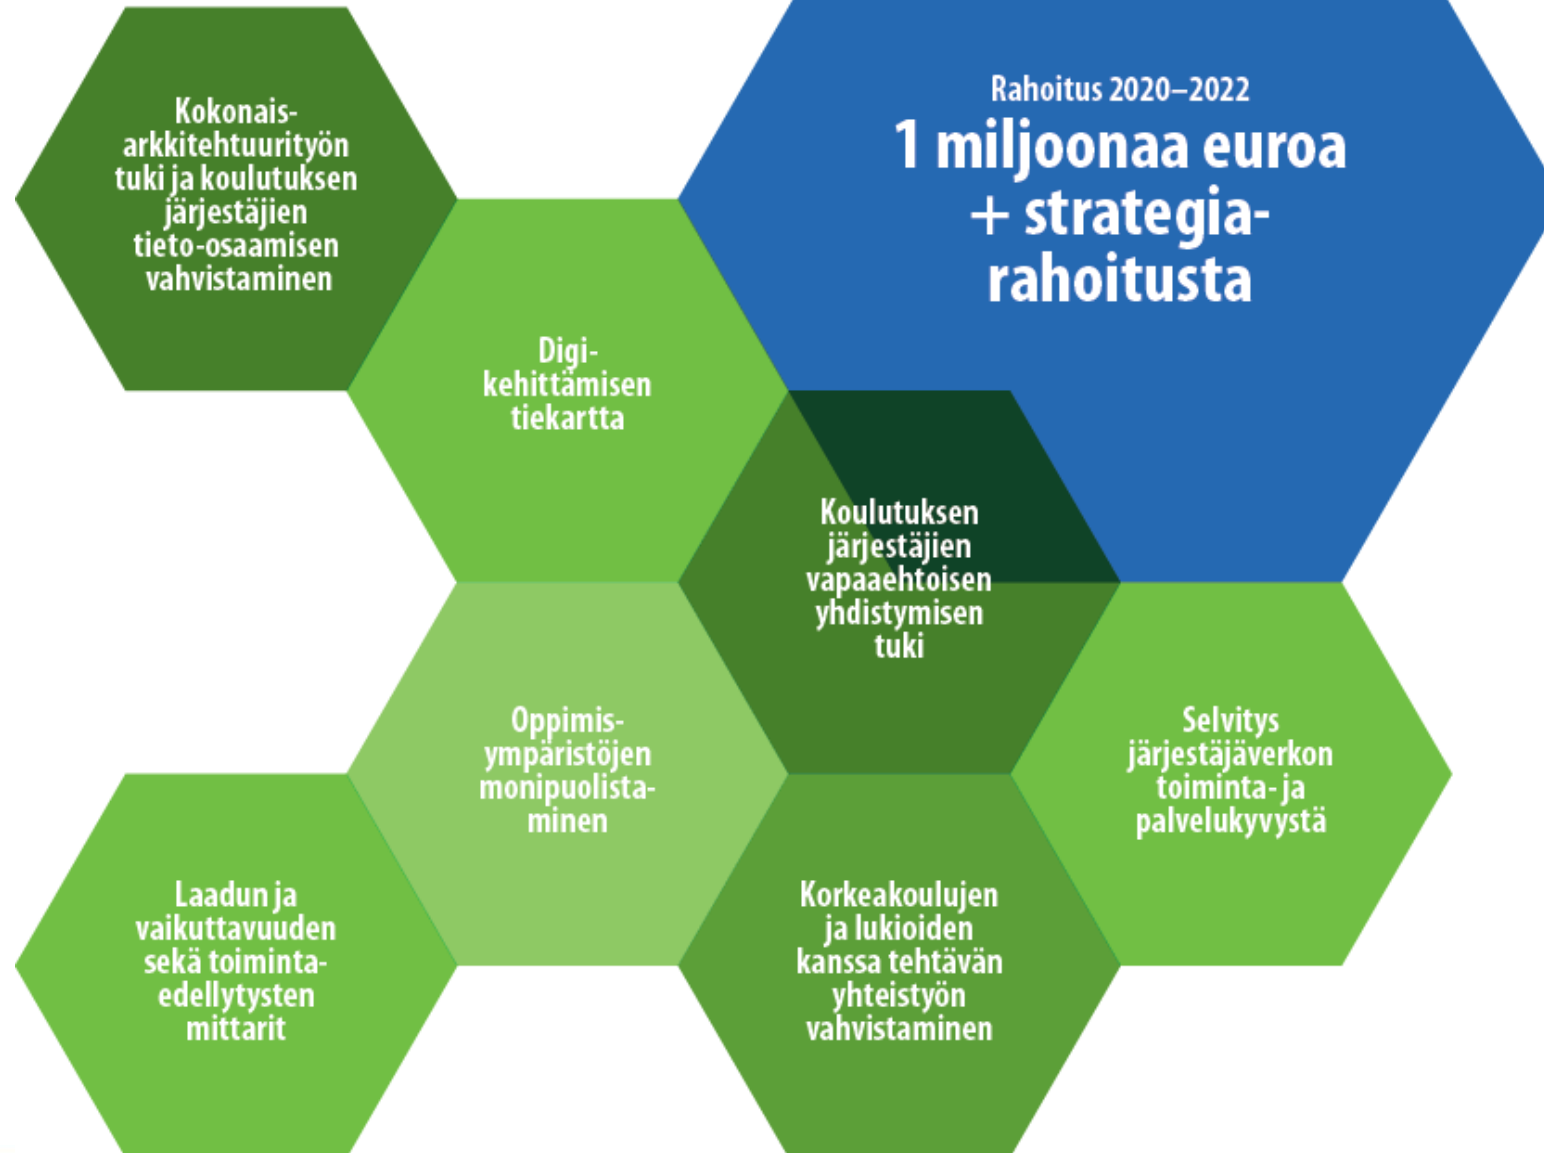 Kokonais-
arkkitehtuurityön
tuki ja koulutuksen
järjestäjien
tieto-osaamisen
vahvistaminen
Rahoitus 2020–2022
1 miljoonaa euroa
+ strategia-
rahoitusta
Digi-
kehittämisen
tiekartta
Koulutuksen
järjestäjien
vapaaehtoisen
yhdistymisen
tuki
Oppimis-
ympäristöjen
monipuolista-
minen
Selvitys
järjestäjäverkon
toiminta- ja
palvelukyvystä
Laadun ja
vaikuttavuuden
sekä toiminta-
edellytysten
mittarit
Korkeakoulujen
ja lukioiden
kanssa tehtävän
yhteistyön
vahvistaminen